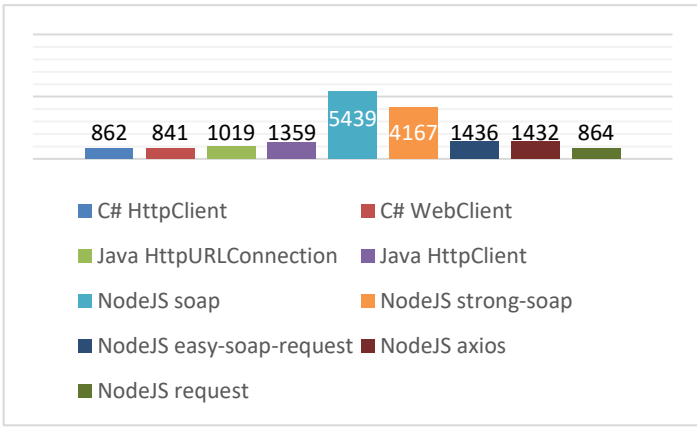 862 841 1019 1359 5439 4167 1436 1432 864
C# HttpClient C# WebClient
Java HttpURLConnection Java HttpClient
NodeJS soap NodeJS strong-soap
NodeJS easy-soap-request NodeJS axios
NodeJS request